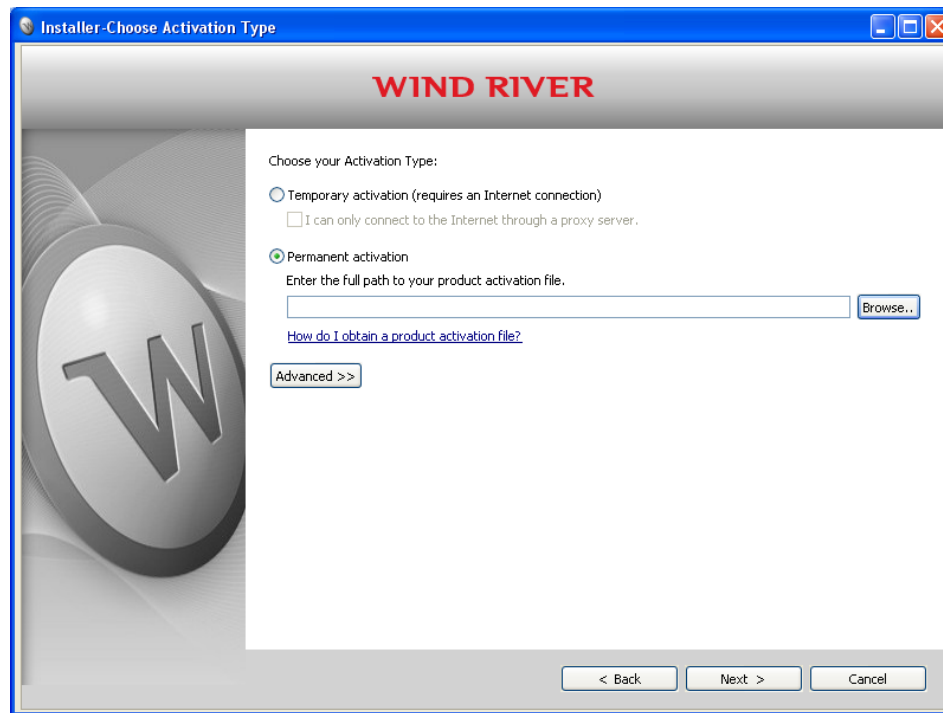 Installer-Choose Activation Type
WIND RIVER
Choose your Activation Type:
Temporary activation (requires an Internet connection)
I can only connect to the Internet through a proxy server.
Permanent activation
Enter the full path to your product activation file.
Browse..
How do I obtain a product activation file?
Advanced >>
W
< Back Next > Cancel